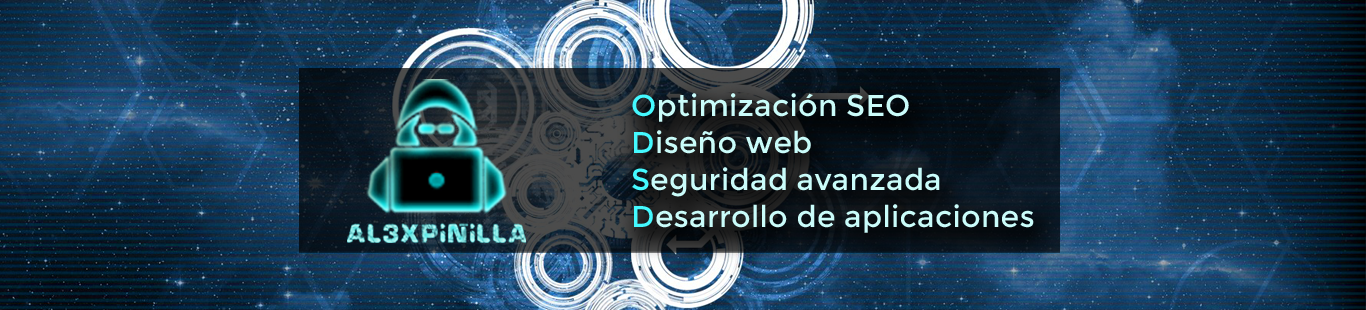 Optimización SEO
Diseño web
Seguridad avanzada
Desarrollo de aplicaciones
AL3XPiNiLLA